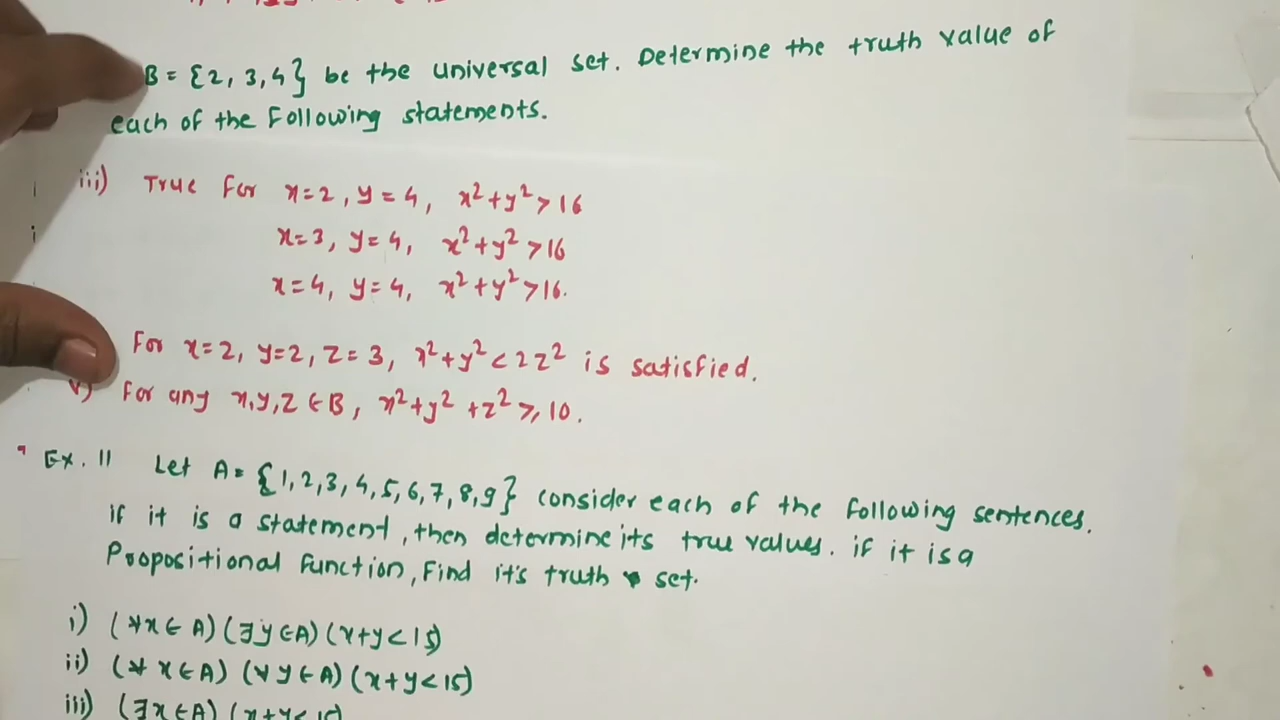 B = {2, 3, 4} be the universal set. Determine the truth value of
each of the following statements.
iii) True for x=2, y=4, x²+y²>16
x=3, y=4, x²+y²>16
x=4, y=4, x²+y²>16.
For x=2, y=2, z=3, x²+y²<2z² is satisfied.
v) For any x,y,z ∈ B, x²+y²+z² ≥ 10.
Ex. 11 Let A = {1,2,3,4,5,6,7,8,9} consider each of the following sentences.
if it is a statement, then determine its true values. if it is a
Propositional function, find it's truth set.
i) (∀x∈A) (∃y∈A) (x+y<15)
ii) (∀x∈A) (∀y∈A) (x+y<15)
iii) (∃x∈A) (x+y<15)